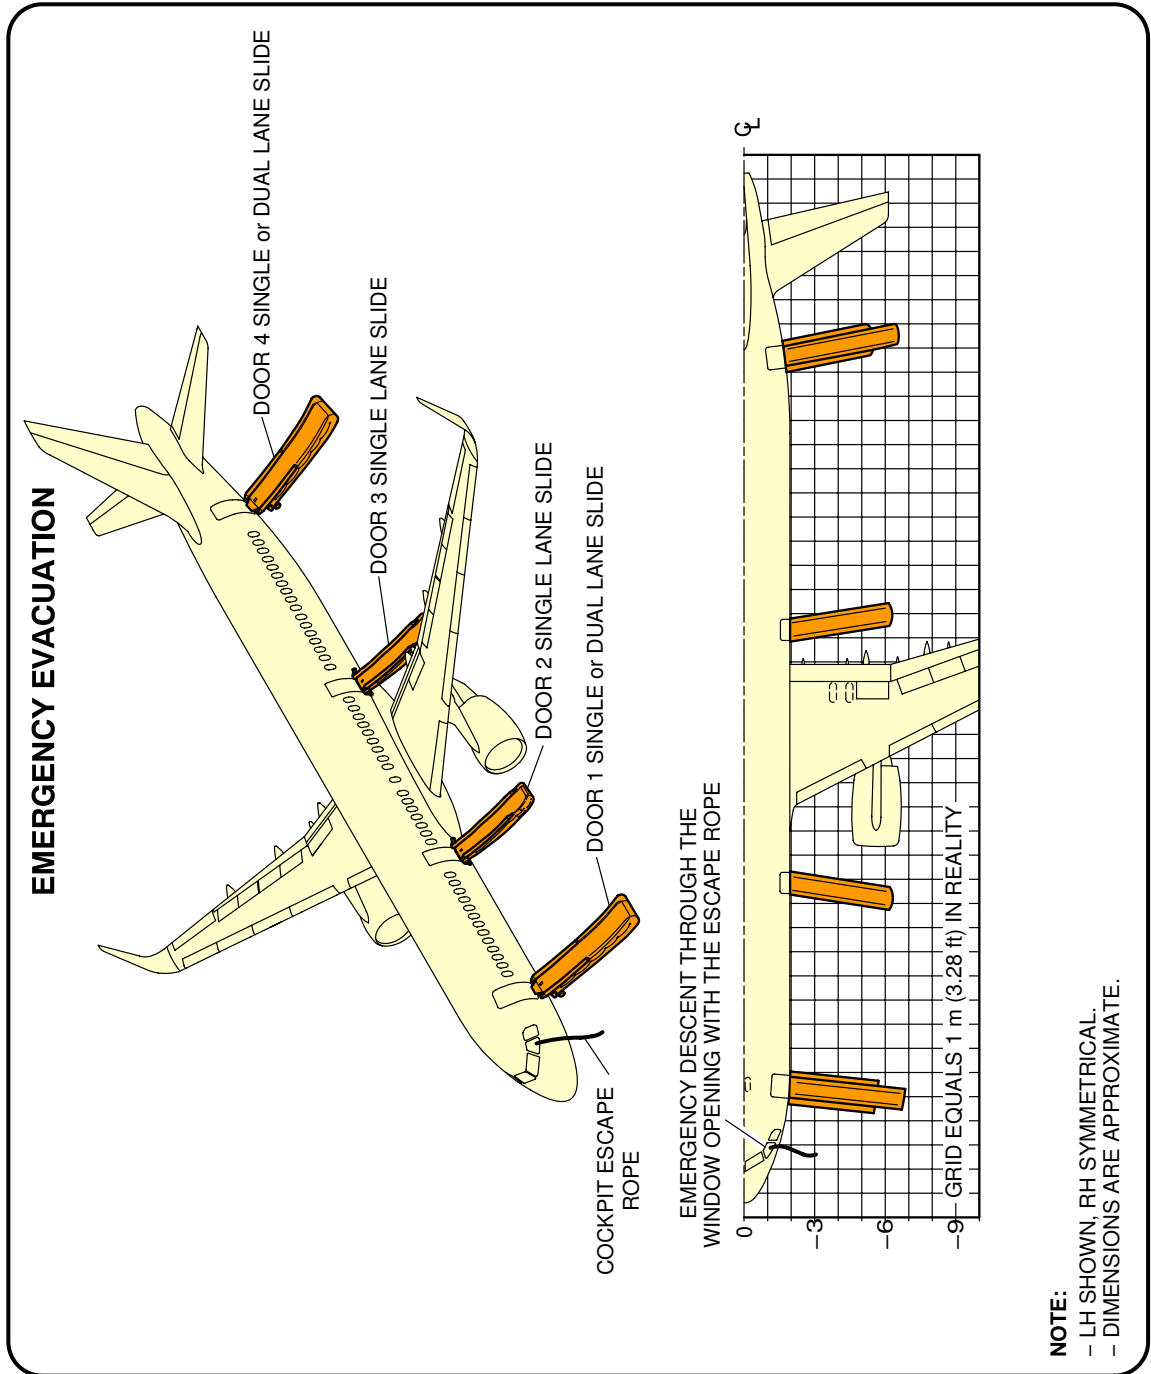 EMERGENCY EVACUATION
DOOR 4 SINGLE or DUAL LANE SLIDE
DOOR 3 SINGLE LANE SLIDE
DOOR 2 SINGLE LANE SLIDE
DOOR 1 SINGLE or DUAL LANE SLIDE
COCKPIT ESCAPE
ROPE
EMERGENCY DESCENT THROUGH THE
WINDOW OPENING WITH THE ESCAPE ROPE
CL
0
–3
–6
–9
GRID EQUALS 1 m (3.28 ft) IN REALITY
NOTE:
– LH SHOWN, RH SYMMETRICAL.
– DIMENSIONS ARE APPROXIMATE.